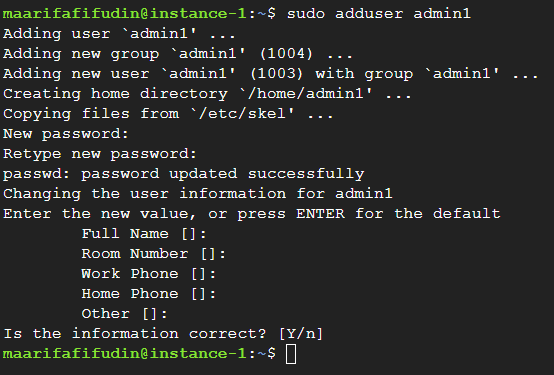 maarifafifudin@instance-1:~$ sudo adduser admin1
Adding user `admin1' ...
Adding new group `admin1' (1004) ...
Adding new user `admin1' (1003) with group `admin1' ...
Creating home directory `/home/admin1' ...
Copying files from `/etc/skel' ...
New password:
Retype new password:
passwd: password updated successfully
Changing the user information for admin1
Enter the new value, or press ENTER for the default
        Full Name []:
        Room Number []:
        Work Phone []:
        Home Phone []:
        Other []:
Is the information correct? [Y/n]
maarifafifudin@instance-1:~$